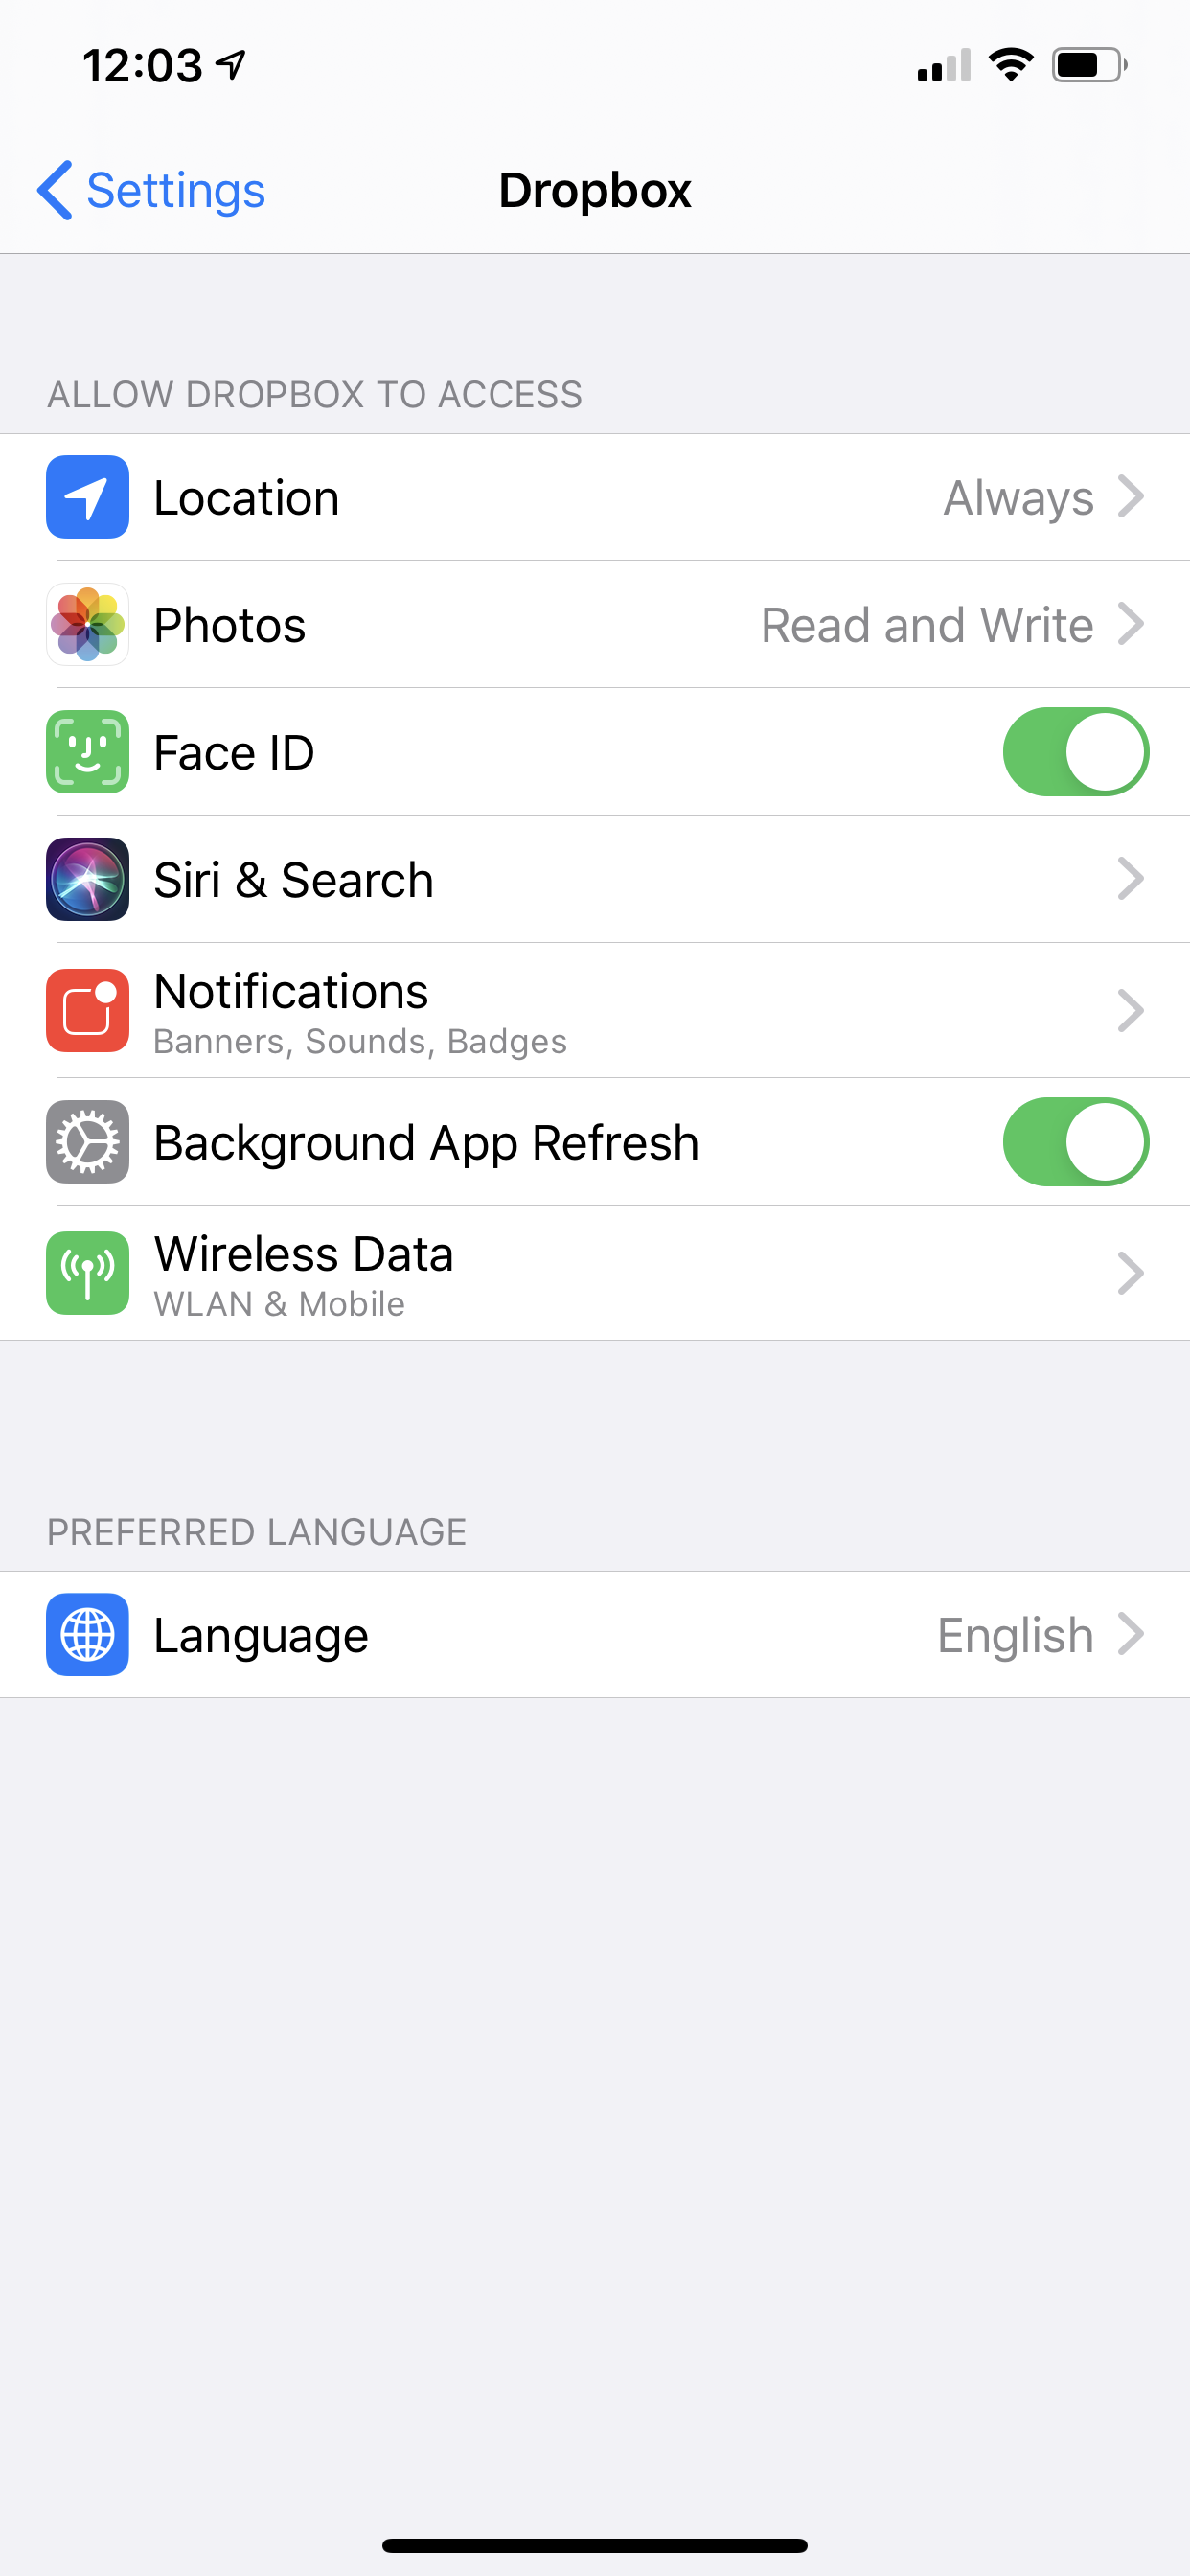 12:03
Settings
Dropbox
ALLOW DROPBOX TO ACCESS
Location
Always
Photos
Read and Write
Face ID
Siri & Search
Notifications
Banners, Sounds, Badges
Background App Refresh
Wireless Data
WLAN & Mobile
PREFERRED LANGUAGE
Language
English